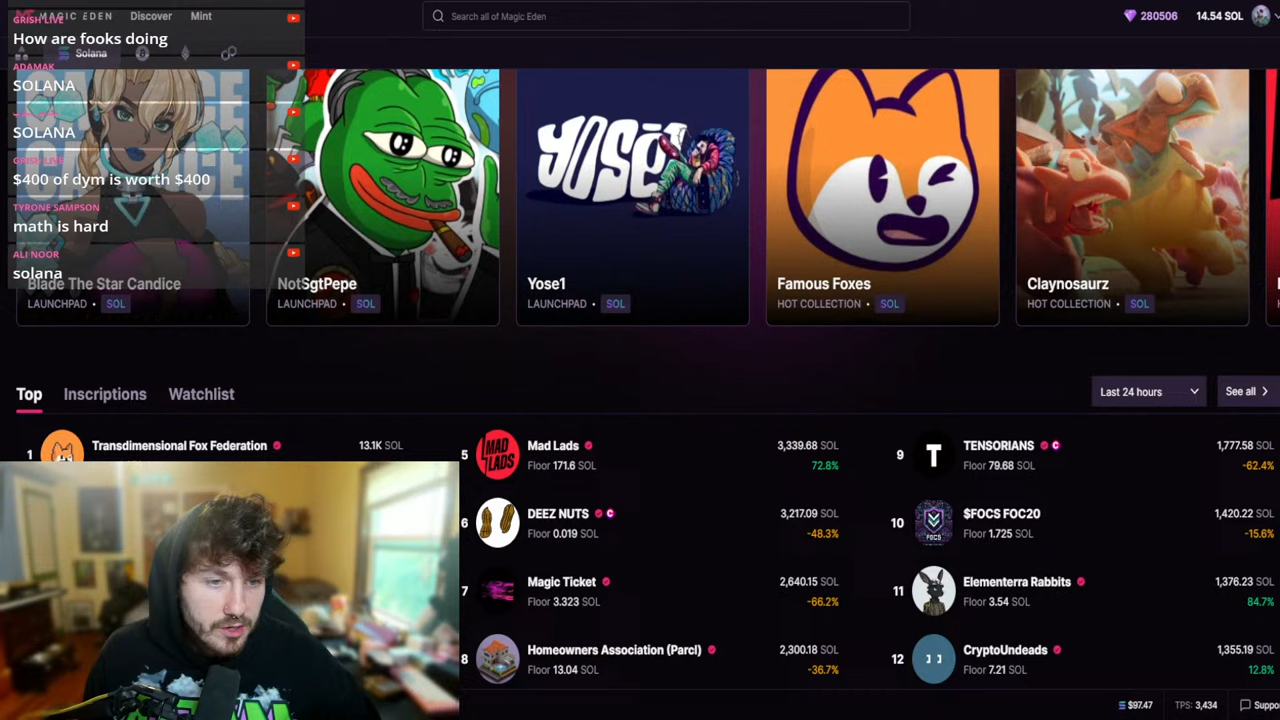 MAGIC EDEN
Discover
Mint
Search all of Magic Eden
280506
14.54 SOL
Solana
GRISH LIVE
How are fooks doing
ADAMAK
SOLANA
SOLANA
GRISH LIVE
$400 of dym is worth $400
TYRONE SAMPSON
math is hard
ALI NOOR
solana
Blade The Star Candice
LAUNCHPAD • SOL
NotSgtPepe
LAUNCHPAD • SOL
YOSE
Yose1
LAUNCHPAD • SOL
Famous Foxes
HOT COLLECTION • SOL
Claynosaurz
HOT COLLECTION • SOL
Top
Inscriptions
Watchlist
Last 24 hours
See all
1
Transdimensional Fox Federation
13.1K SOL
5
MAD LADS
Mad Lads
3,339.68 SOL
Floor 171.6 SOL
72.8%
6
DEEZ NUTS
3,217.09 SOL
Floor 0.019 SOL
-48.3%
7
Magic Ticket
2,640.15 SOL
Floor 3.323 SOL
-66.2%
8
Homeowners Association (Parcl)
2,300.18 SOL
Floor 13.04 SOL
-36.7%
9
T
TENSORIANS
1,777.58 SOL
Floor 79.68 SOL
-62.4%
10
FOCS
$FOCS FOC20
1,420.22 SOL
Floor 1.725 SOL
-15.6%
11
Elementerra Rabbits
1,376.23 SOL
Floor 3.54 SOL
84.7%
12
CryptoUndeads
1,355.19 SOL
Floor 7.21 SOL
12.8%
$97.47
TPS: 3,434
Suppo